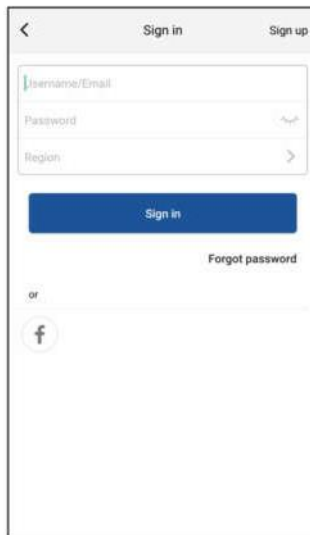 Sign in
Sign up
Username/Email
Password
Region
Sign in
Forgot password
or